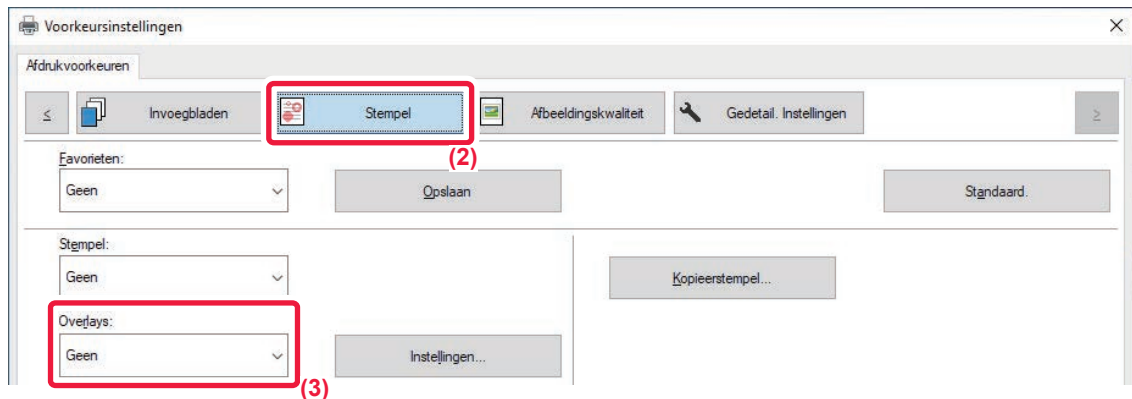 Voorkeursinstellingen
Afdrukvoorkeuren
≤ Invoegbladen Stempel Afbeeldingskwaliteit Gedetail. Instellingen ≥
(2)
Favorieten:
Geen Opslaan Standaard.
Stempel:
Geen Kopieerstempel...
Overlays:
Geen Instellingen...
(3)